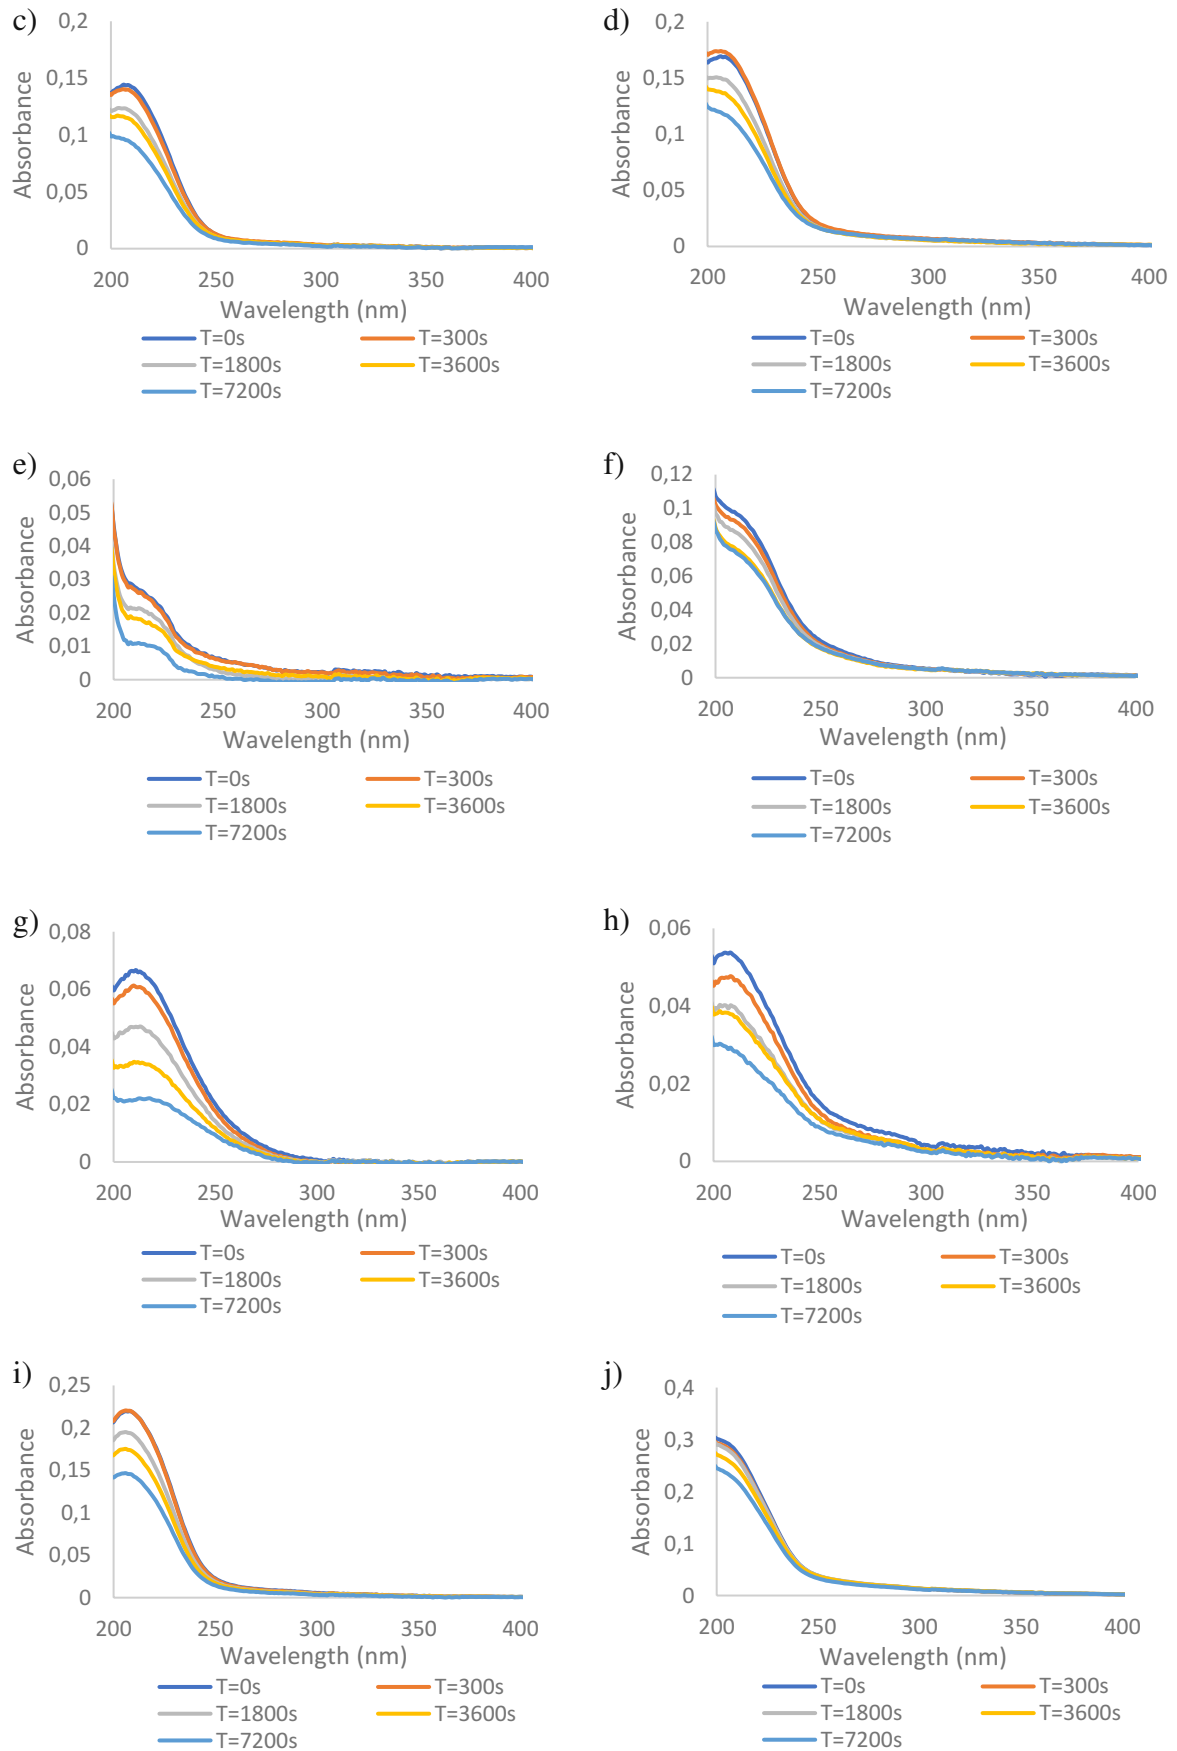 c)
0,2
0,15
0,1
0,05
0
Absorbance
200 250 300 350 400
Wavelength (nm)
T=0s T=300s
T=1800s T=3600s
T=7200s
d)
0,2
0,15
0,1
0,05
0
Absorbance
200 250 300 350 400
Wavelength (nm)
T=0s T=300s
T=1800s T=3600s
T=7200s
e)
0,06
0,05
0,04
0,03
0,02
0,01
0
Absorbance
200 250 300 350 400
Wavelength (nm)
T=0s T=300s
T=1800s T=3600s
T=7200s
f)
0,12
0,1
0,08
0,06
0,04
0,02
0
Absorbance
200 250 300 350 400
Wavelength (nm)
T=0s T=300s
T=1800s T=3600s
T=7200s
g)
0,08
0,06
0,04
0,02
0
Absorbance
200 250 300 350 400
Wavelength (nm)
T=0s T=300s
T=1800s T=3600s
T=7200s
h)
0,06
0,04
0,02
0
Absorbance
200 250 300 350 400
Wavelength (nm)
T=0s T=300s
T=1800s T=3600s
T=7200s
i)
0,25
0,2
0,15
0,1
0,05
0
Absorbance
200 250 300 350 400
Wavelength (nm)
T=0s T=300s
T=1800s T=3600s
T=7200s
j)
0,4
0,3
0,2
0,1
0
Absorbance
200 250 300 350 400
Wavelength (nm)
T=0s T=300s
T=1800s T=3600s
T=7200s